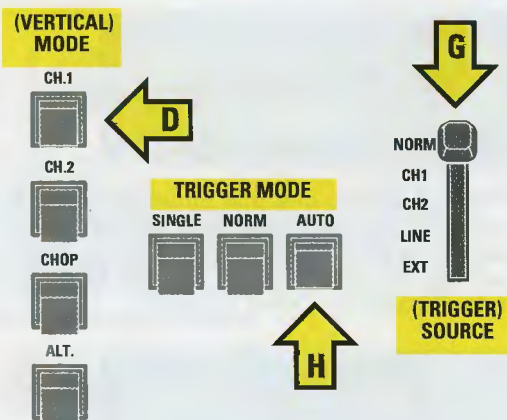 (VERTICAL)
MODE
CH.1
D
CH.2
CHOP
ALT.
TRIGGER MODE
SINGLE NORM AUTO
H
G
NORM
CH1
CH2
LINE
EXT
(TRIGGER)
SOURCE